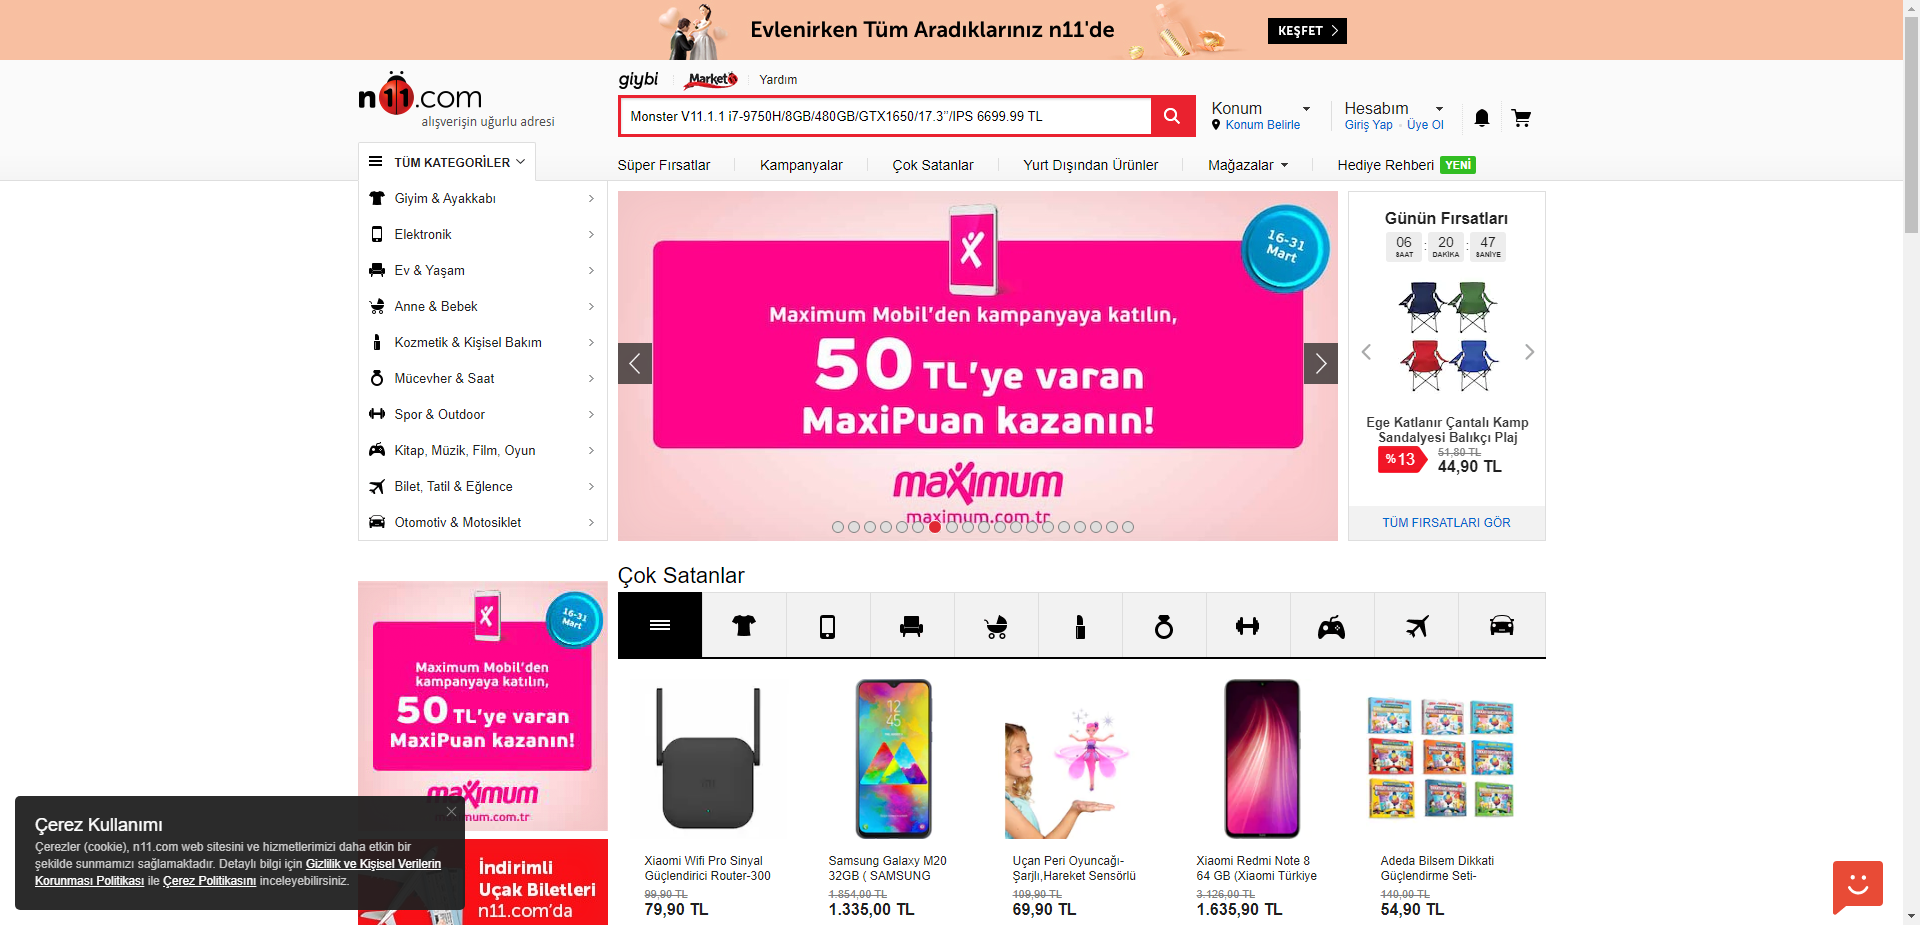 Evlenirken Tüm Aradıklarınız n11'de
KEŞFET
giybi
Market
Yardım
n11.com
alışverişin uğurlu adresi
Monster V11.1.1 i7-9750H/8GB/480GB/GTX1650/17.3"/IPS 6699.99 TL
Konum
Konum Belirle
Hesabım
Giriş Yap - Üye Ol
TÜM KATEGORİLER
Süper Fırsatlar
Kampanyalar
Çok Satanlar
Yurt Dışından Ürünler
Mağazalar
Hediye Rehberi YENİ
Giyim & Ayakkabı
Elektronik
Ev & Yaşam
Anne & Bebek
Kozmetik & Kişisel Bakım
Mücevher & Saat
Spor & Outdoor
Kitap, Müzik, Film, Oyun
Bilet, Tatil & Eğlence
Otomotiv & Motosiklet
16-31
Mart
Maximum Mobil'den kampanyaya katılın,
50 TL'ye varan
MaxiPuan kazanın!
maximum
maximum.com.tr
Günün Fırsatları
06 : 20 : 47
SAAT DAKİKA SANİYE
Ege Katlanır Çantalı Kamp
Sandalyesi Balıkçı Plaj
%13
51,80 TL
44,90 TL
TÜM FIRSATLARI GÖR
16-31
Mart
Maximum Mobil'den
kampanyaya katılın,
50 TL'ye varan
MaxiPuan kazanın!
maximum
mum.com.tr
Çok Satanlar
12
45
Xiaomi Wifi Pro Sinyal
Güçlendirici Router-300
99,90 TL
79,90 TL
Samsung Galaxy M20
32GB ( SAMSUNG
1.854,00 TL
1.335,00 TL
Uçan Peri Oyuncağı-
Şarjlı,Hareket Sensörlü
109,90 TL
69,90 TL
Xiaomi Redmi Note 8
64 GB (Xiaomi Türkiye
3.126,00 TL
1.635,90 TL
Adeda Bilsem Dikkati
Güçlendirme Seti-
140,00 TL
54,90 TL
Çerez Kullanımı
Çerezler (cookie), n11.com web sitesini ve hizmetlerimizi daha etkin bir
şekilde sunmamızı sağlamaktadır. Detaylı bilgi için Gizlilik ve Kişisel Verilerin
Korunması Politikası ile Çerez Politikasını inceleyebilirsiniz.
İndirimli
Uçak Biletleri
n11.com'da